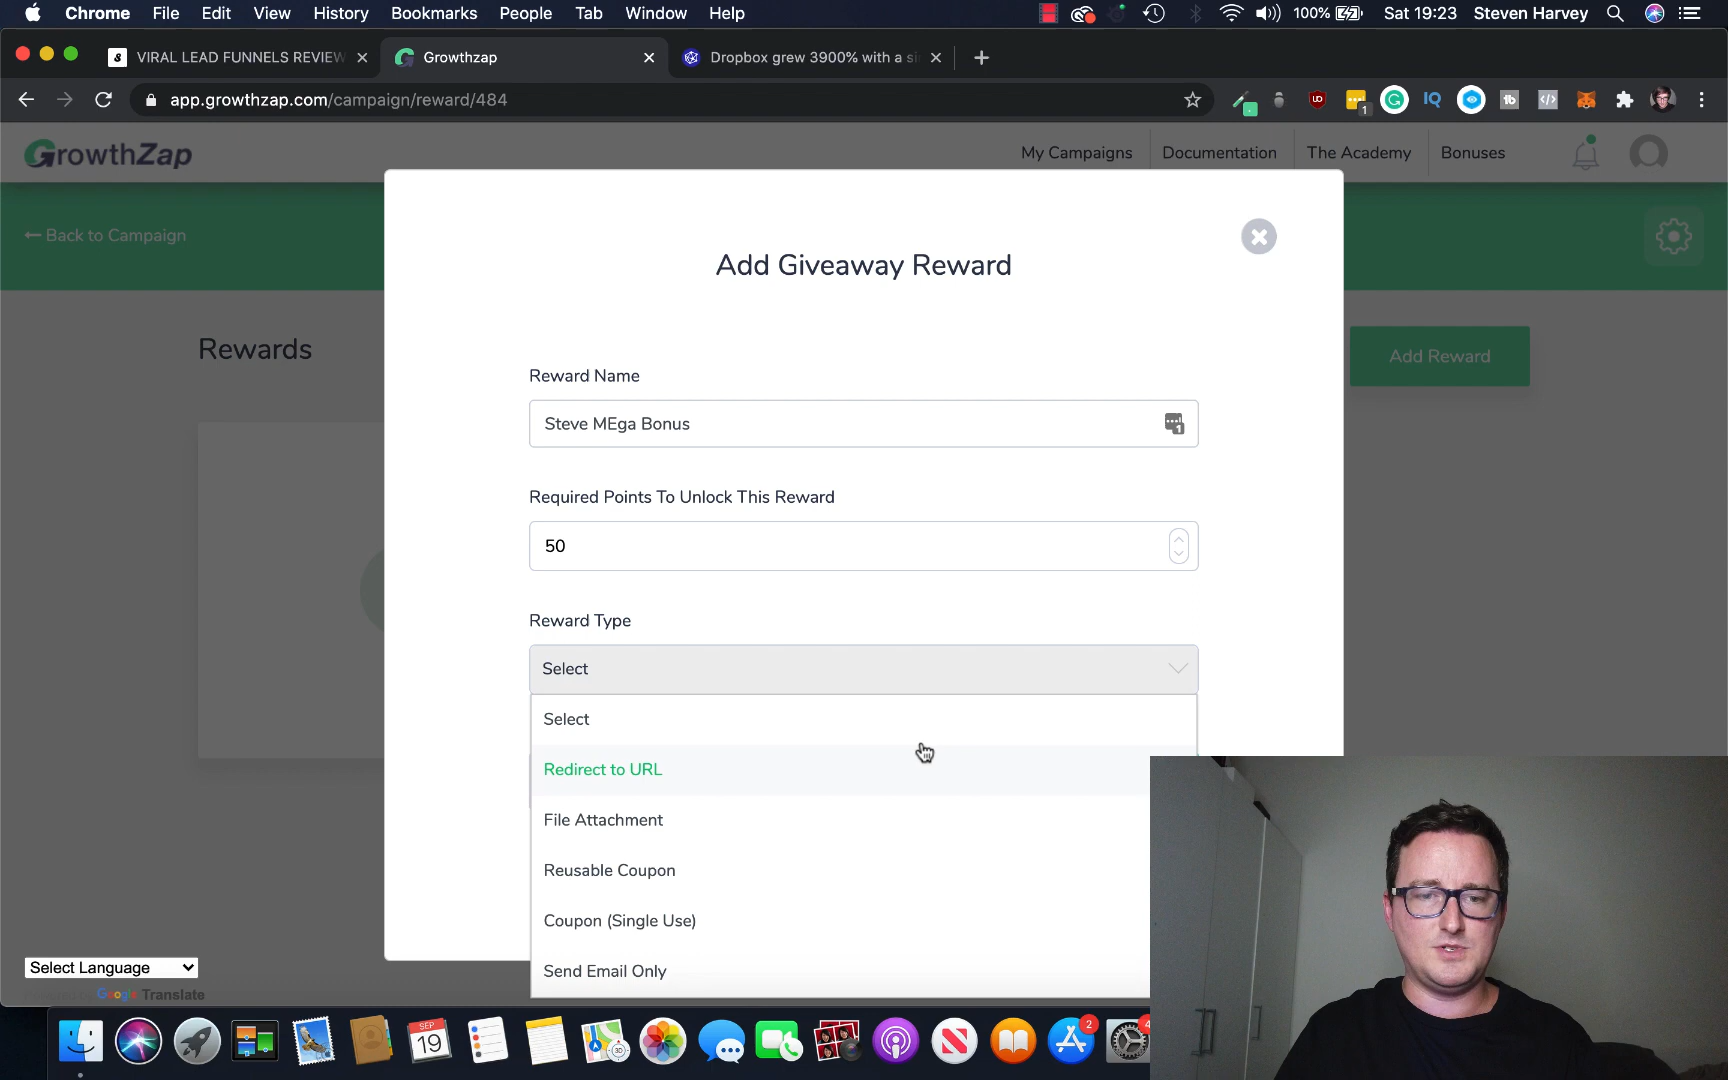 Chrome File Edit View History Bookmarks People Tab Window Help 100% Sat 19:23 Steven Harvey
VIRAL LEAD FUNNELS REVIEW Growthzap Dropbox grew 3900% with a si
app.growthzap.com/campaign/reward/484
GrowthZap My Campaigns Documentation The Academy Bonuses
Back to Campaign
Add Giveaway Reward
Rewards
Add Reward
Reward Name
Steve MEga Bonus
Required Points To Unlock This Reward
50
Reward Type
Select
Select
Redirect to URL
File Attachment
Reusable Coupon
Coupon (Single Use)
Send Email Only
Select Language
Google Translate
SEP
19
2
4